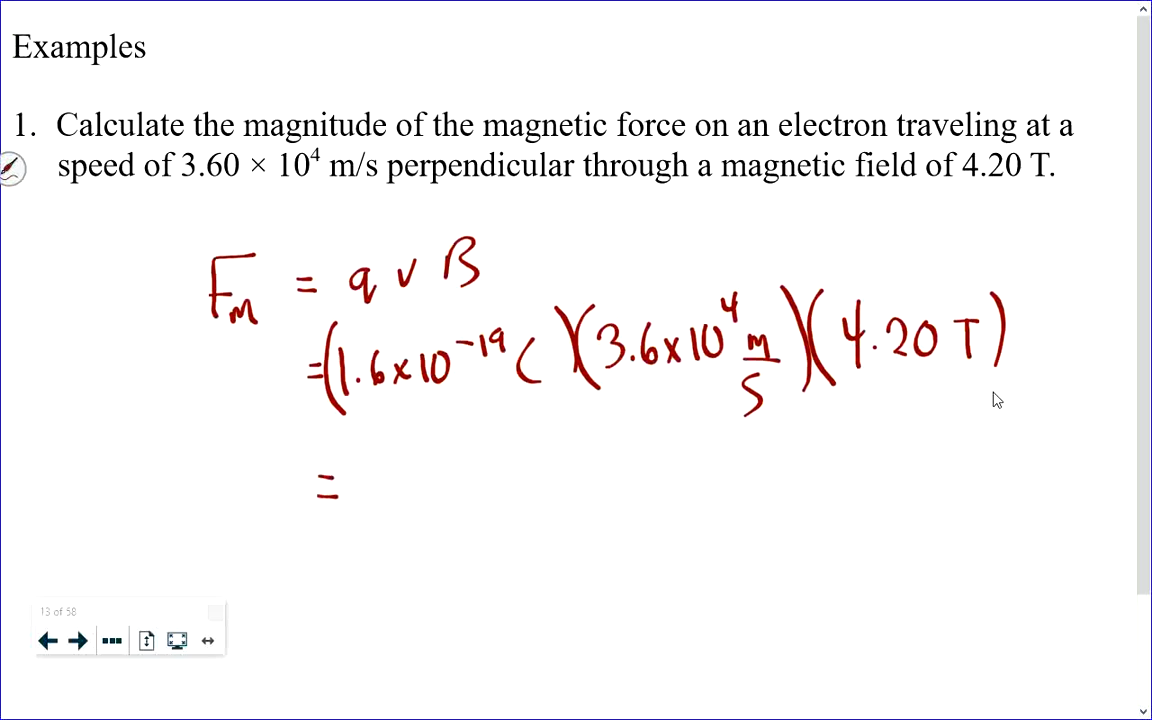 Examples
1. Calculate the magnitude of the magnetic force on an electron traveling at a
speed of 3.60 × 10⁴ m/s perpendicular through a magnetic field of 4.20 T.
Fₘ = q v B
=(1.6x10⁻¹⁹ C)(3.6x10⁴ m/s)(4.20 T)
=
13 of 58